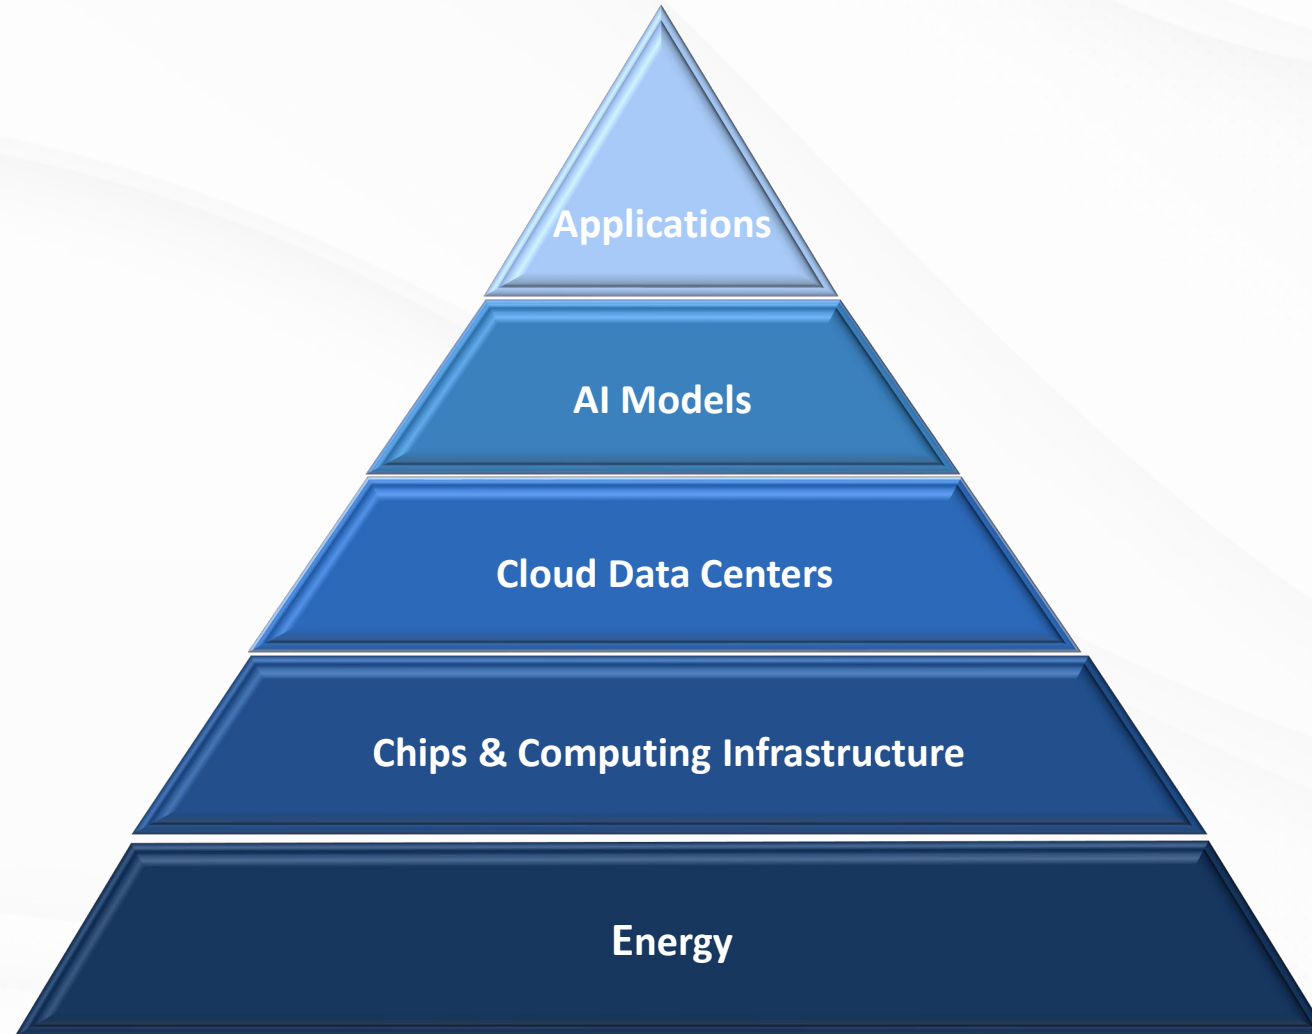 Applications
AI Models
Cloud Data Centers
Chips & Computing Infrastructure
Energy